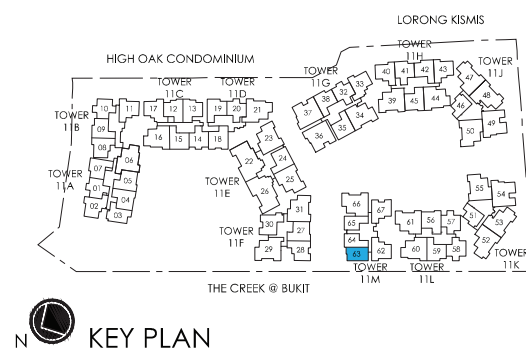 LORONG KISMIS
HIGH OAK CONDOMINIUM
TOWER
11H
TOWER
11J
TOWER
11G
TOWER
11C
TOWER
11D
40 41 42 43
47
48
46
49
50
39 45 44
37 38 32 33
36 35 34
10 11
17 12 13
19 20 21
16 15 14 18
TOWER
11B
09
08
TOWER
11A
07
01
02
06
05
04
03
23
22
24
25
26
TOWER
11E
31
30
27
29
28
TOWER
11F
66
67
65
64
63
62
TOWER
11M
61 56 57
60 59 58
TOWER
11L
55
54
51
53
52
TOWER
11K
THE CREEK @ BUKIT
N
KEY PLAN